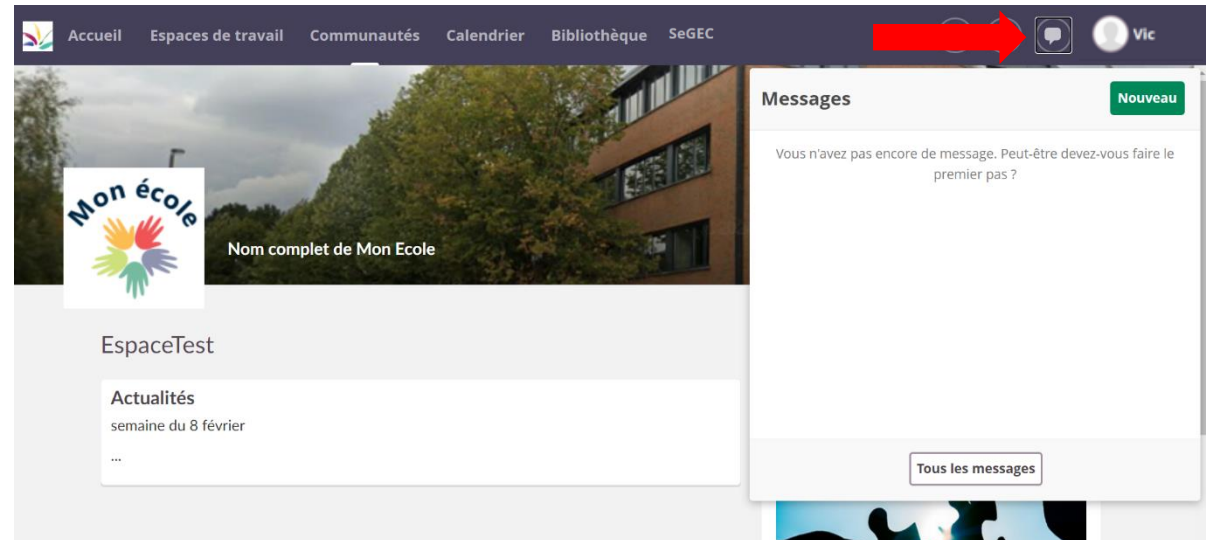 Accueil Espaces de travail Communautés Calendrier Bibliothèque SeGEC Vic
Messages Nouveau
Vous n'avez pas encore de message. Peut-être devez-vous faire le
premier pas ?
Mon école
Nom complet de Mon Ecole
EspaceTest
Actualités
semaine du 8 février
...
Tous les messages